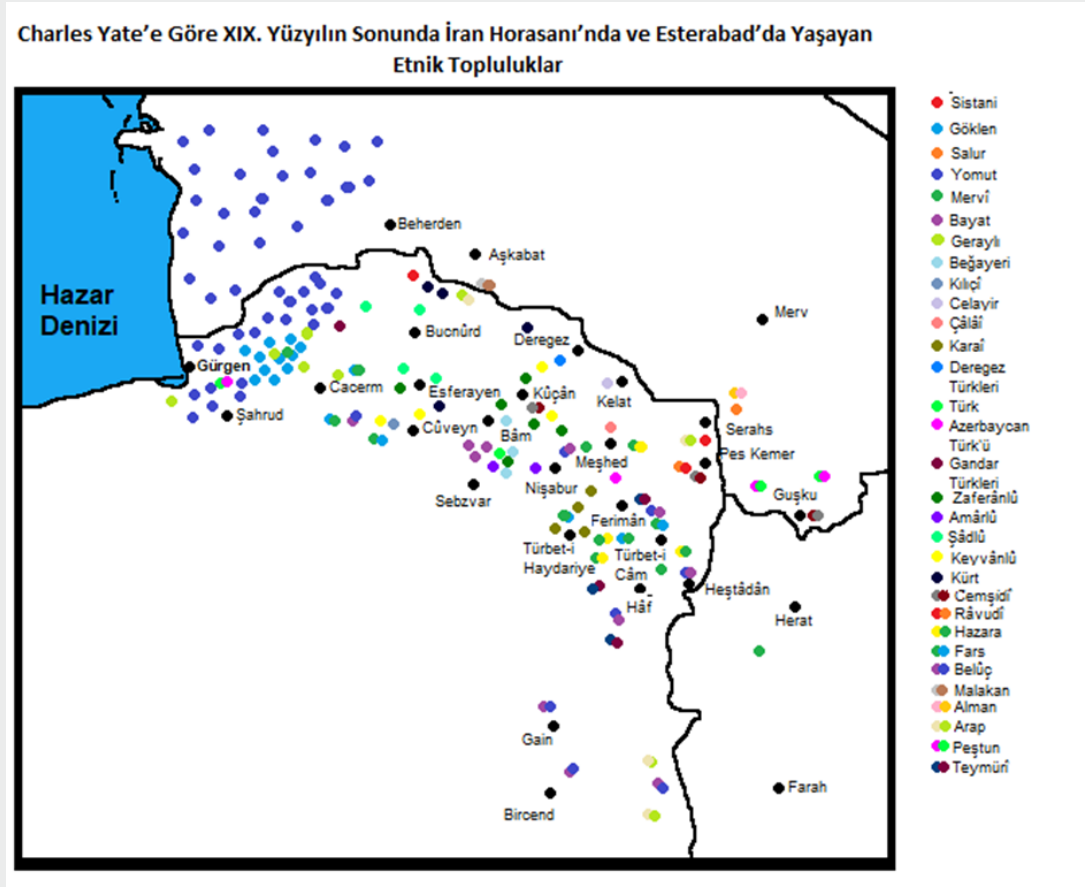 Charles Yate’e Göre XIX. Yüzyılın Sonunda İran Horasanı’nda ve Esterabad’da Yaşayan
Etnik Topluluklar
Hazar
Denizi
Beherden
Aşkabat
Merv
Bucnûrd
Deregez
Gürgen
Cacerm
Esferayen
Kûçân
Kelat
Şahrud
Cûveyn
Bâm
Serahs
Meşhed
Pes Kemer
Sebzvar
Nişabur
Guşku
Ferimân
Türbet-i
Haydariye
Türbet-i
Câm
Heştâdân
Hâf
Herat
Gain
Bircend
Farah
Sistani
Göklen
Salur
Yomut
Mervî
Bayat
Geraylı
Beğayeri
Kılıçî
Celayir
Çâlâî
Karaî
Deregez
Türkleri
Türk
Azerbaycan
Türk'ü
Gandar
Türkleri
Zaferânlû
Amârlû
Şâdlû
Keyvânlû
Kürt
Cemşidî
Râvudî
Hazara
Fars
Belûç
Malakan
Alman
Arap
Peştun
Teymürî